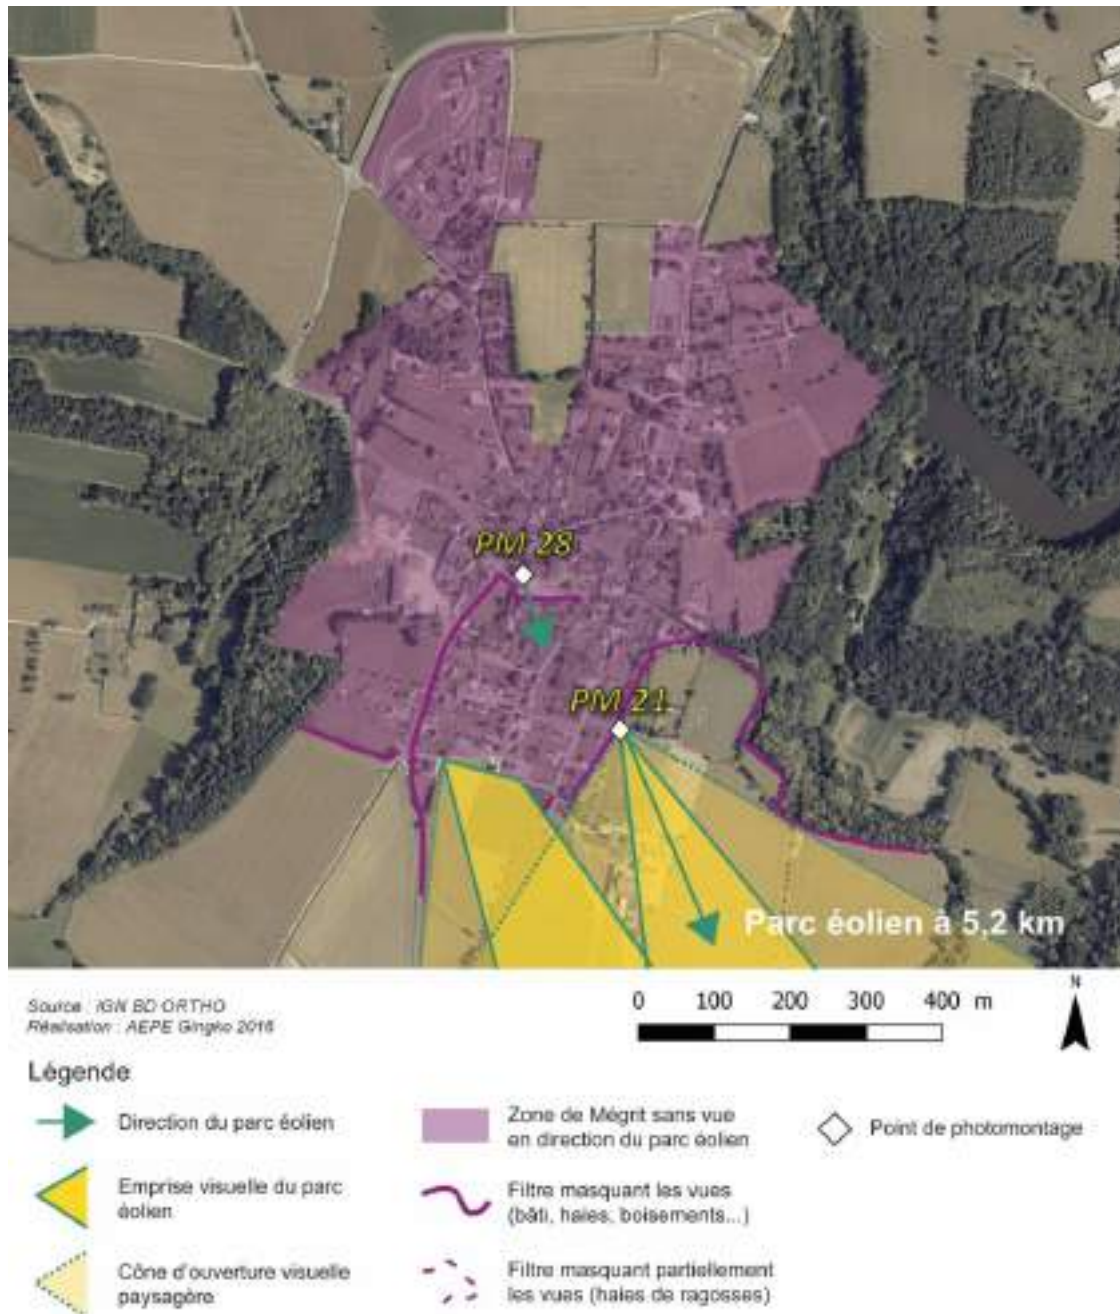 PM 28
PM 21
Parc éolien à 5,2 km
Source : IGN BD ORTHO
Réalisation : AEPE Gingko 2016
0 100 200 300 400 m
N
Légende
Direction du parc éolien
Emprise visuelle du parc
éolien
Cône d'ouverture visuelle
paysagère
Zone de Mégrit sans vue
en direction du parc éolien
Filtre masquant les vues
(bâti, haies, boisements...)
Filtre masquant partiellement
les vues (haies de ragosses)
Point de photomontage